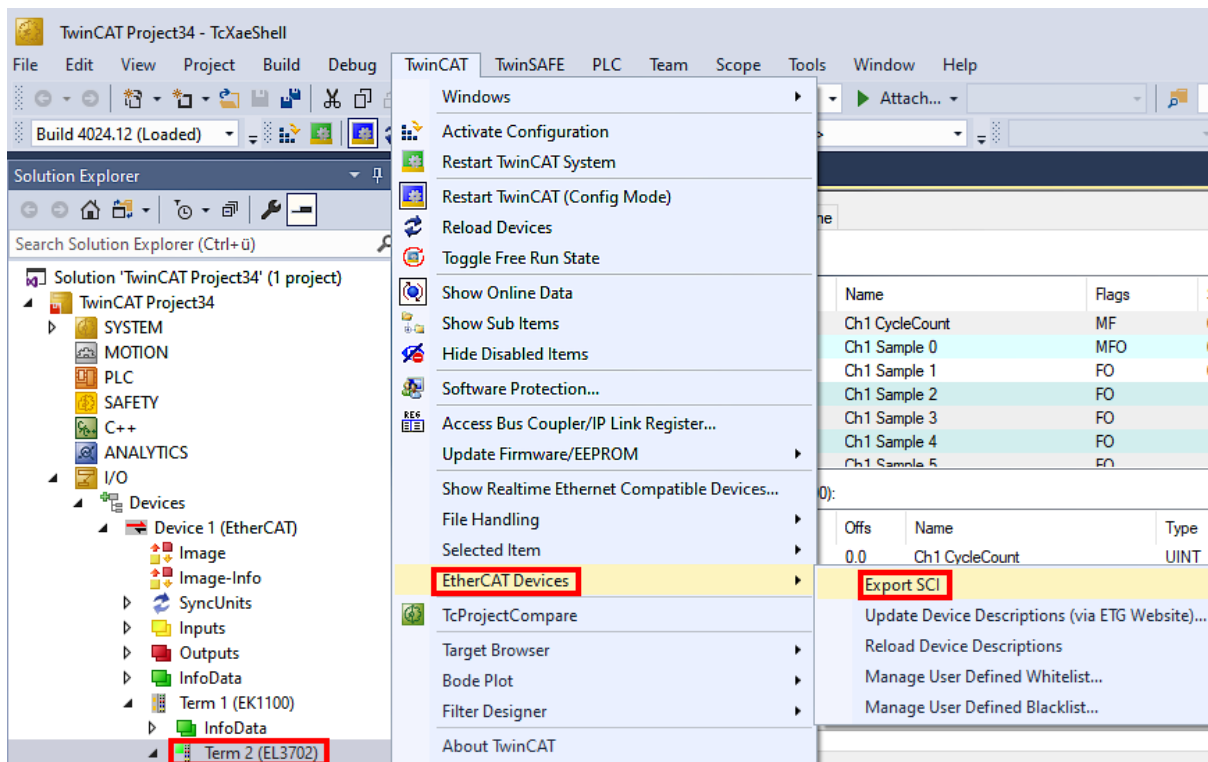 TwinCAT Project34 - TcXaeShell
File Edit View Project Build Debug TwinCAT TwinSAFE PLC Team Scope Tools Window Help
Attach...
Build 4024.12 (Loaded)
Solution Explorer
Search Solution Explorer (Ctrl+ü)
Solution 'TwinCAT Project34' (1 project)
TwinCAT Project34
SYSTEM
MOTION
PLC
SAFETY
C++
ANALYTICS
I/O
Devices
Device 1 (EtherCAT)
Image
Image-Info
SyncUnits
Inputs
Outputs
InfoData
Term 1 (EK1100)
InfoData
Term 2 (EL3702)
Windows
Activate Configuration
Restart TwinCAT System
Restart TwinCAT (Config Mode)
Reload Devices
Toggle Free Run State
Show Online Data
Show Sub Items
Hide Disabled Items
Software Protection...
REG
Access Bus Coupler/IP Link Register...
Update Firmware/EEPROM
Show Realtime Ethernet Compatible Devices...
File Handling
Selected Item
EtherCAT Devices
TcProjectCompare
Target Browser
Bode Plot
Filter Designer
About TwinCAT
Name Flags
Ch1 CycleCount MF
Ch1 Sample 0 MFO
Ch1 Sample 1 FO
Ch1 Sample 2 FO
Ch1 Sample 3 FO
Ch1 Sample 4 FO
Ch1 Sample 5 FO
0):
Offs Name Type
0.0 Ch1 CycleCount UINT
Export SCI
Update Device Descriptions (via ETG Website)...
Reload Device Descriptions
Manage User Defined Whitelist...
Manage User Defined Blacklist...